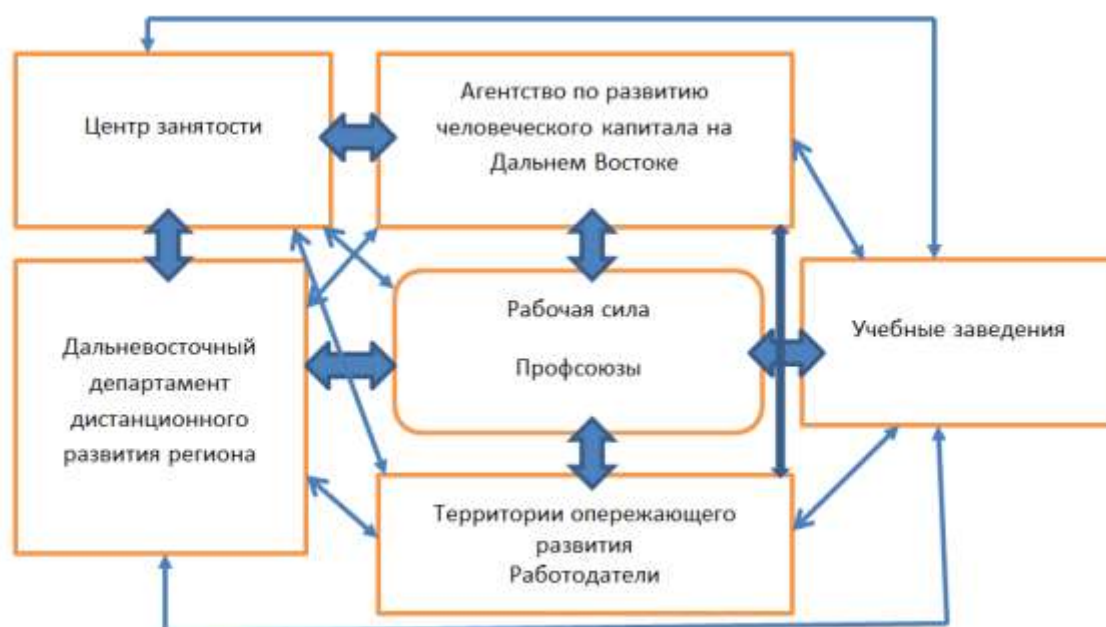 Центр занятости
Агентство по развитию
человеческого капитала на
Дальнем Востоке
Рабочая сила
Профсоюзы
Учебные заведения
Дальневосточный
департамент
дистанционного
развития региона
Территории опережающего
развития
Работодатели